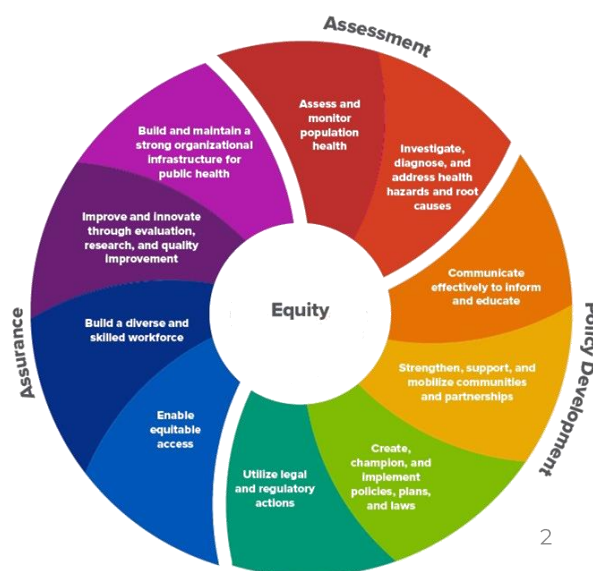 Assessment
Assess and
monitor
population
health
Investigate,
diagnose, and
address health
hazards and root
causes
Communicate
effectively to inform
and educate
Strengthen, support, and
mobilize communities
and partnerships
Create,
champion, and
implement
policies, plans,
and laws
Utilize legal
and regulatory
actions
Policy Development
Enable
equitable
access
Build a diverse and
skilled workforce
Improve and innovate
through evaluation,
research, and quality
improvement
Build and maintain a
strong organizational
infrastructure for
public health
Assurance
Equity
2